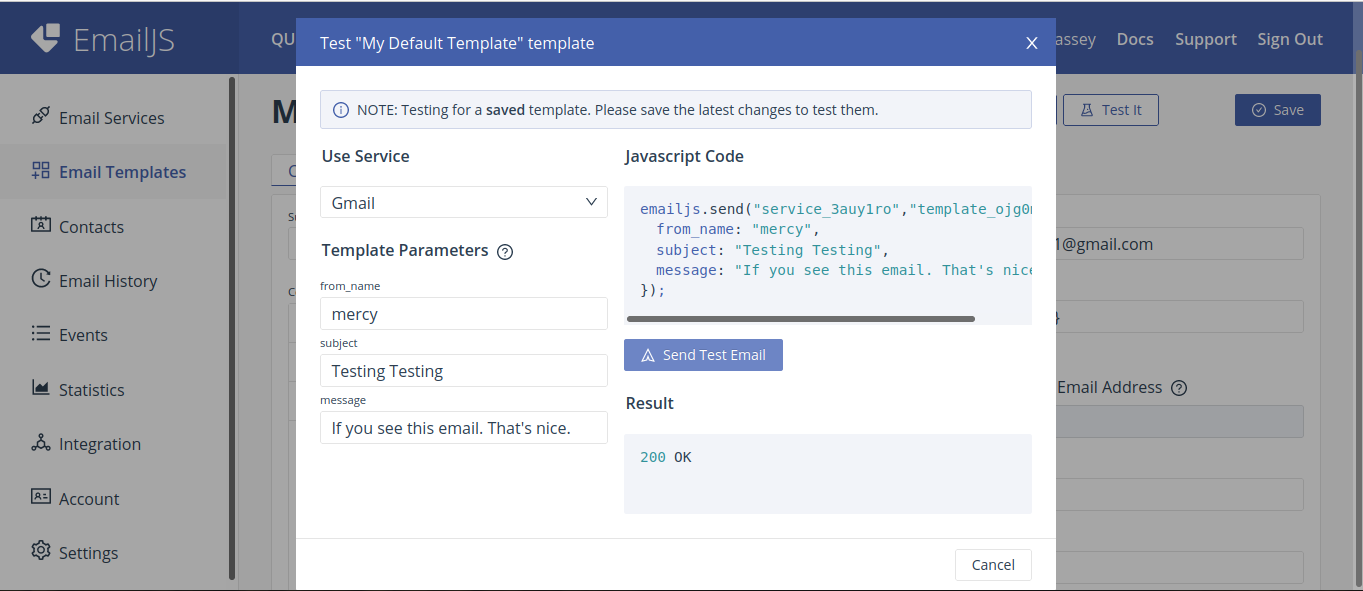 EmailJS
Test "My Default Template" template
Docs
Support
Sign Out
Email Services
Email Templates
Contacts
Email History
Events
Statistics
Integration
Account
Settings
NOTE: Testing for a saved template. Please save the latest changes to test them.
Test It
Save
Use Service
Gmail
Template Parameters
from_name
mercy
subject
Testing Testing
message
If you see this email. That's nice.
Javascript Code
emailjs.send("service_3auy1ro","template_ojg0
from_name: "mercy",
subject: "Testing Testing",
message: "If you see this email. That's nice
});
Send Test Email
Result
200 OK
Cancel
1@gmail.com
}
Email Address